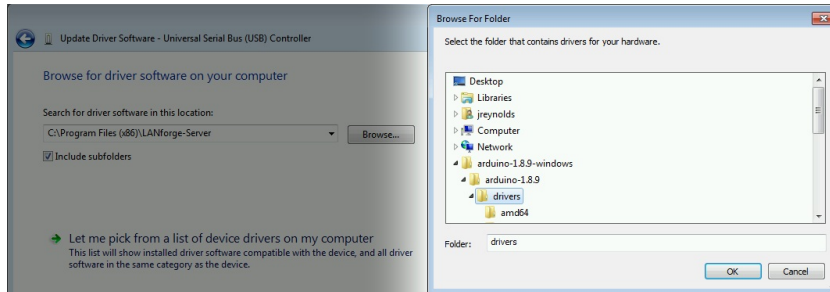 Update Driver Software - Universal Serial Bus (USB) Controller
Browse for driver software on your computer
Search for driver software in this location:
C:\Program Files (x86)\LANforge-Server
Browse...
Include subfolders
Let me pick from a list of device drivers on my computer
This list will show installed driver software compatible with the device, and all driver
software in the same category as the device.
Browse For Folder
Select the folder that contains drivers for your hardware.
Desktop
Libraries
jreynolds
Computer
Network
arduino-1.8.9-windows
arduino-1.8.9
drivers
amd64
Folder: drivers
OK Cancel